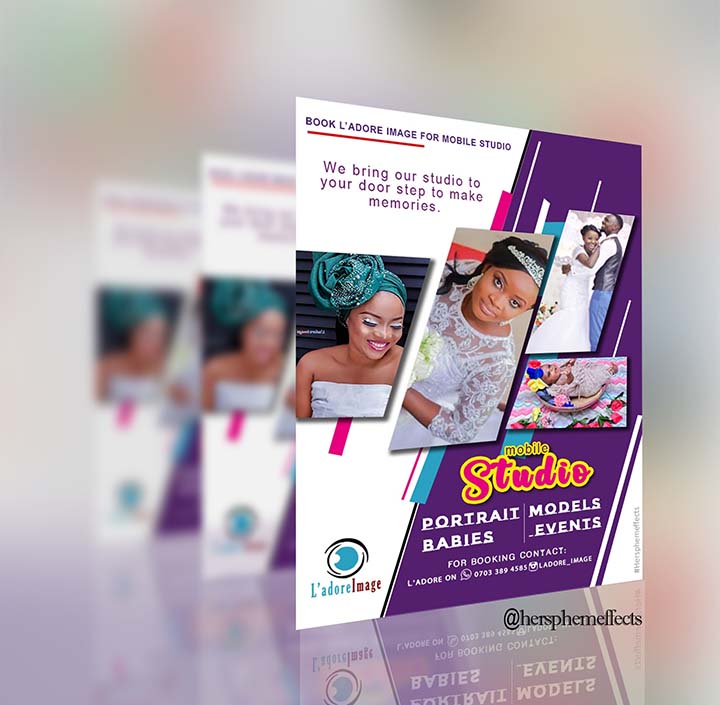 BOOK L'ADORE IMAGE FOR MOBILE STUDIO
We bring our studio to
your door step to make
memories.
mobile
Studio
PORTRAIT
BABIES
MODELS
EVENTS
FOR BOOKING CONTACT:
L'ADORE ON 0703 389 4585 LADORE_IMAGE
L'adoreImage
#Hersphemeffects
@hersphemeffects